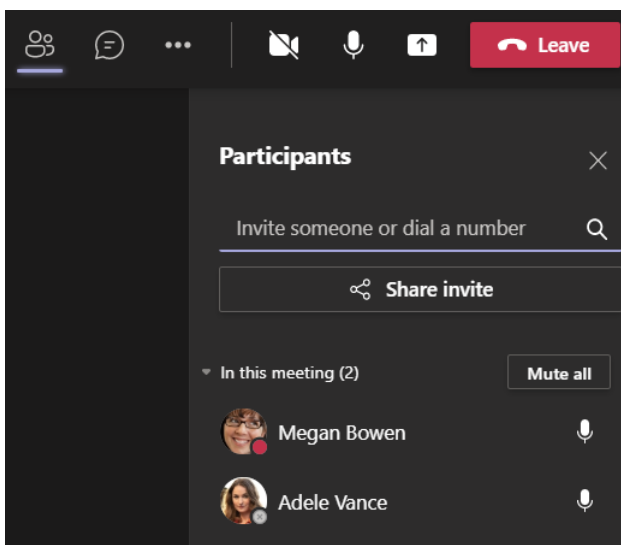 Leave
Participants
Invite someone or dial a number
Share invite
In this meeting (2)
Mute all
Megan Bowen
Adele Vance